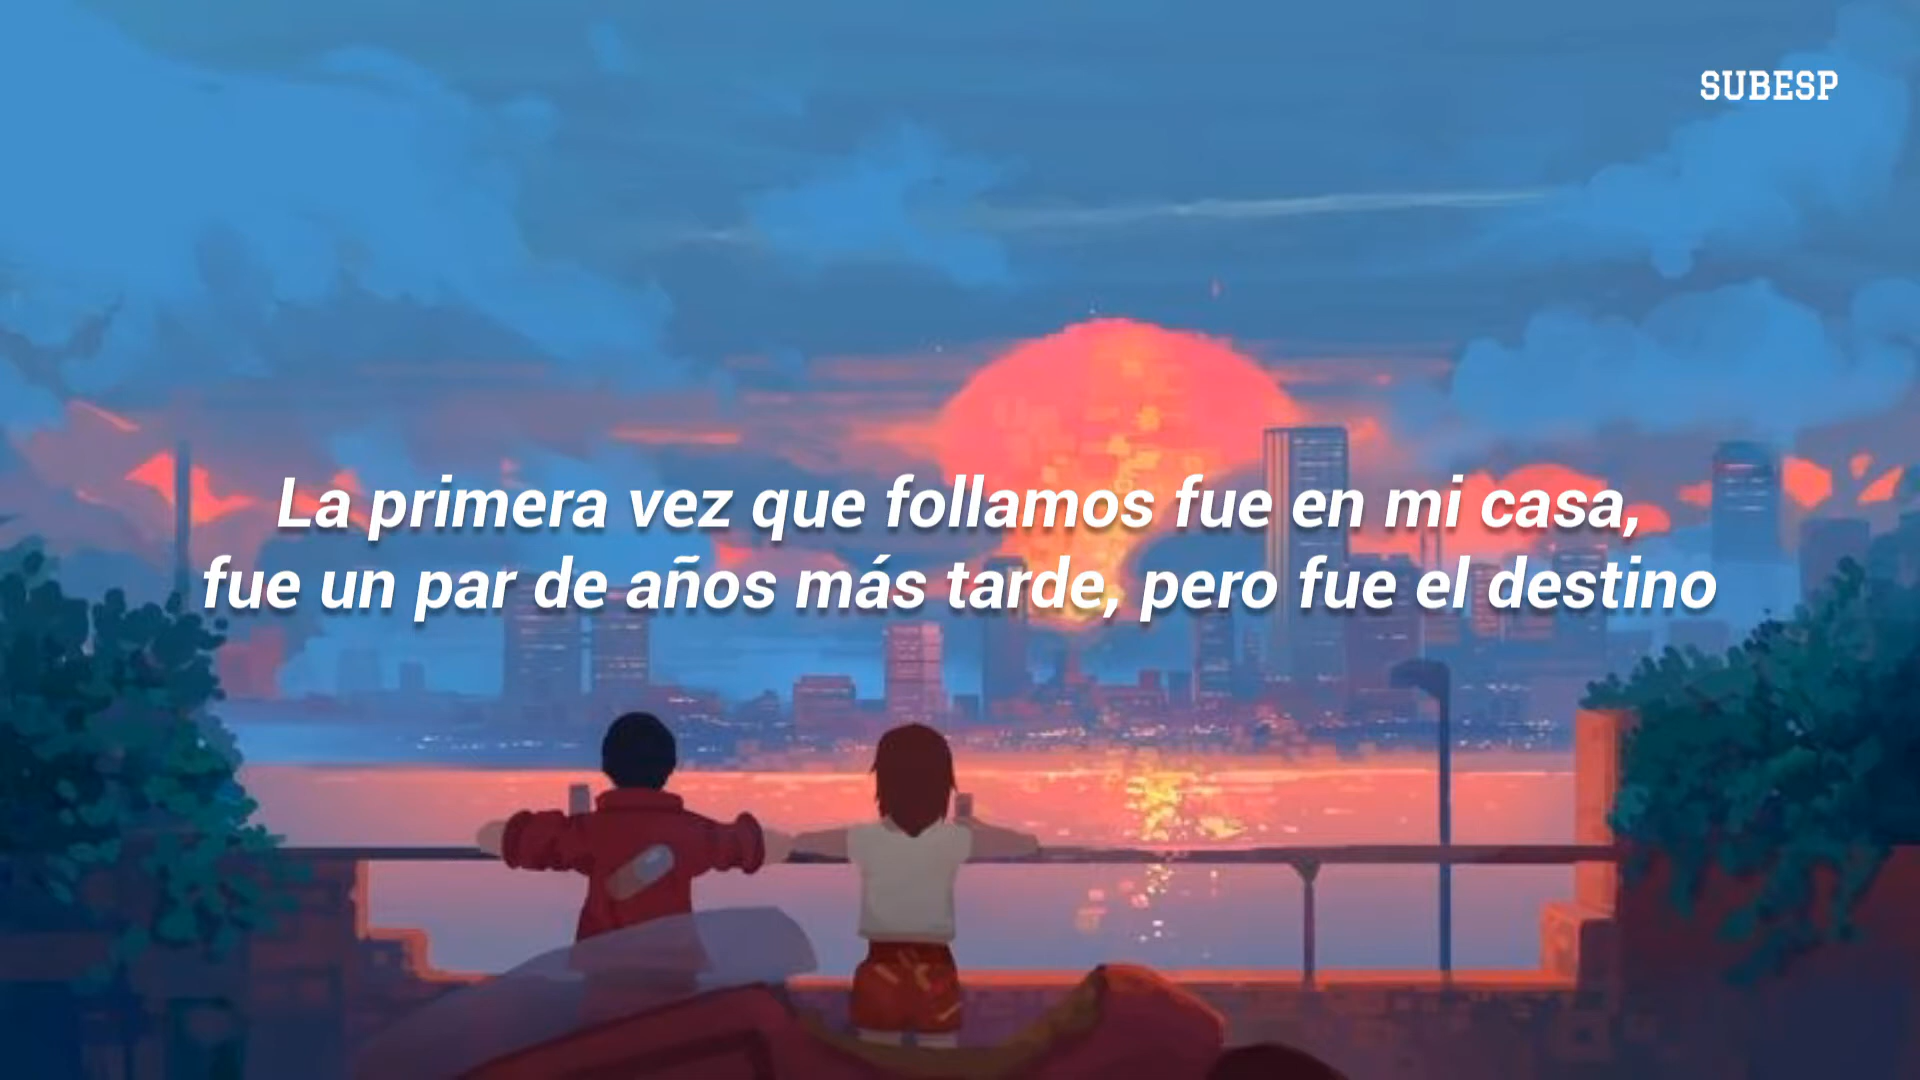 SUBESP
La primera vez que follamos fue en mi casa,
fue un par de años más tarde, pero fue el destino